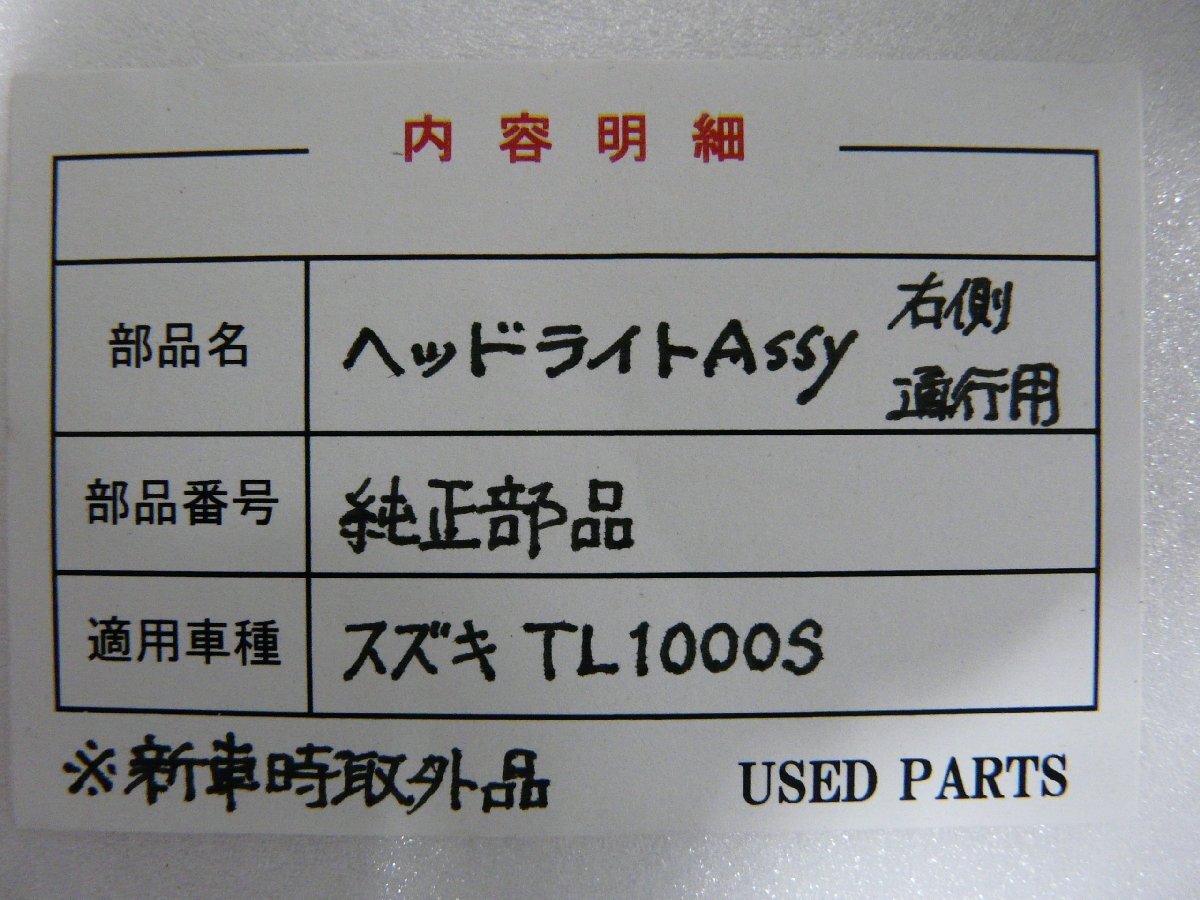 内容明細
部品名 ヘッドライトAssy 右側
通行用
部品番号 純正部品
適用車種 スズキ TL1000S
※新車時取外品 USED PARTS